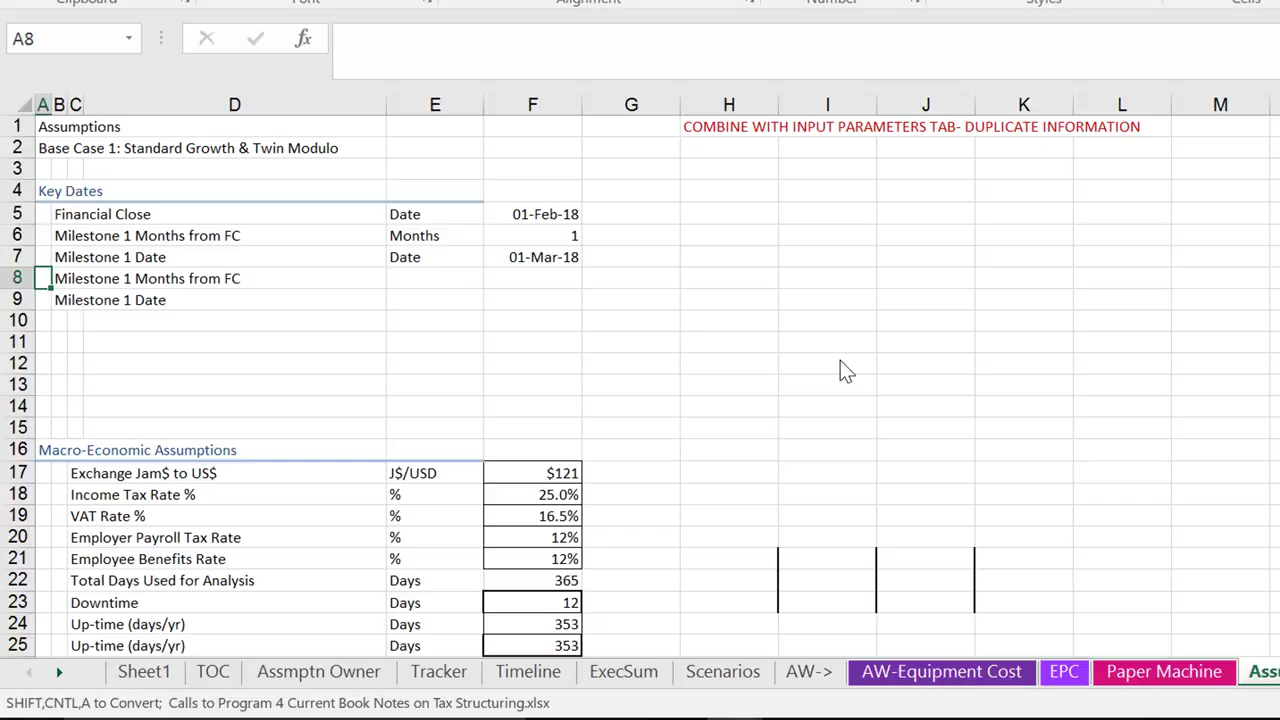 Clipboard Font Alignment Number Styles Cells
A8 fx
A B C D E F G H I J K L M
1 Assumptions COMBINE WITH INPUT PARAMETERS TAB- DUPLICATE INFORMATION
2 Base Case 1: Standard Growth & Twin Modulo
3
4 Key Dates
5 Financial Close Date 01-Feb-18
6 Milestone 1 Months from FC Months 1
7 Milestone 1 Date Date 01-Mar-18
8 Milestone 1 Months from FC
9 Milestone 1 Date
10
11
12
13
14
15
16 Macro-Economic Assumptions
17 Exchange Jam$ to US$ J$/USD $121
18 Income Tax Rate % % 25.0%
19 VAT Rate % % 16.5%
20 Employer Payroll Tax Rate % 12%
21 Employee Benefits Rate % 12%
22 Total Days Used for Analysis Days 365
23 Downtime Days 12
24 Up-time (days/yr) Days 353
25 Up-time (days/yr) Days 353
Sheet1 TOC Assmptn Owner Tracker Timeline ExecSum Scenarios AW-> AW-Equipment Cost EPC Paper Machine Assu
SHIFT,CNTL,A to Convert; Calls to Program 4 Current Book Notes on Tax Structuring.xlsx